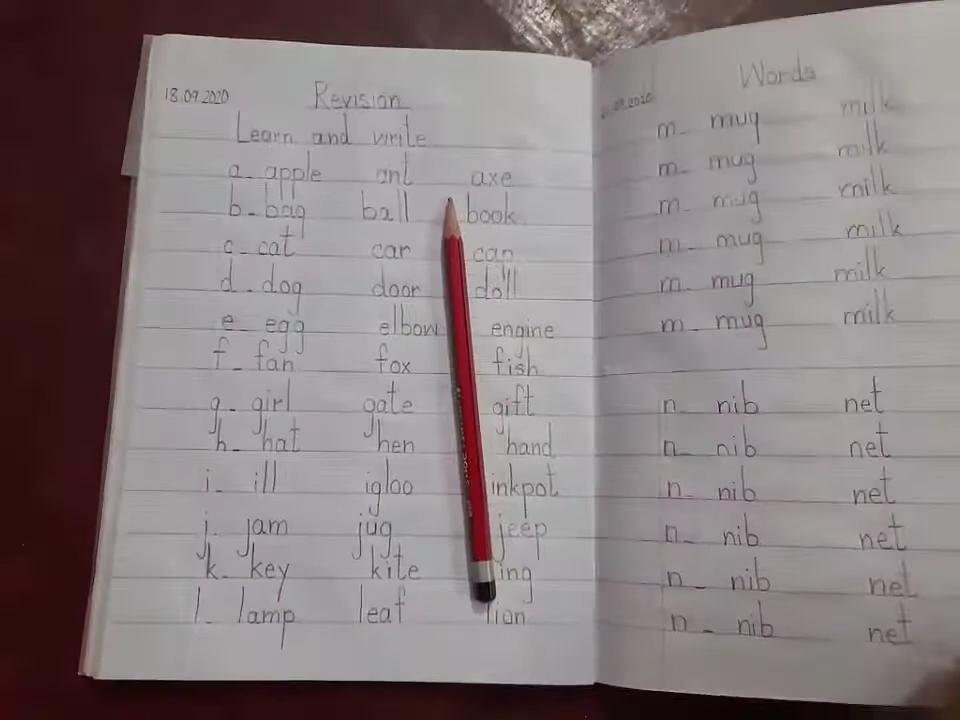 18.09.2020 Revision
Learn and write
a - apple ant axe
b - bag ball book
c - cat car can
d - dog door doll
e - egg elbow engine
f - fan fox fish
g - girl gate gift
h - hat hen hand
i - ill igloo inkpot
j - jam jug jeep
k - key kite ing
l - lamp leaf lion
Words
m - mug milk
m - mug milk
m - mug milk
m - mug milk
m - mug milk
m - mug milk
n - nib net
n - nib net
n - nib net
n - nib net
n - nib net
n - nib net